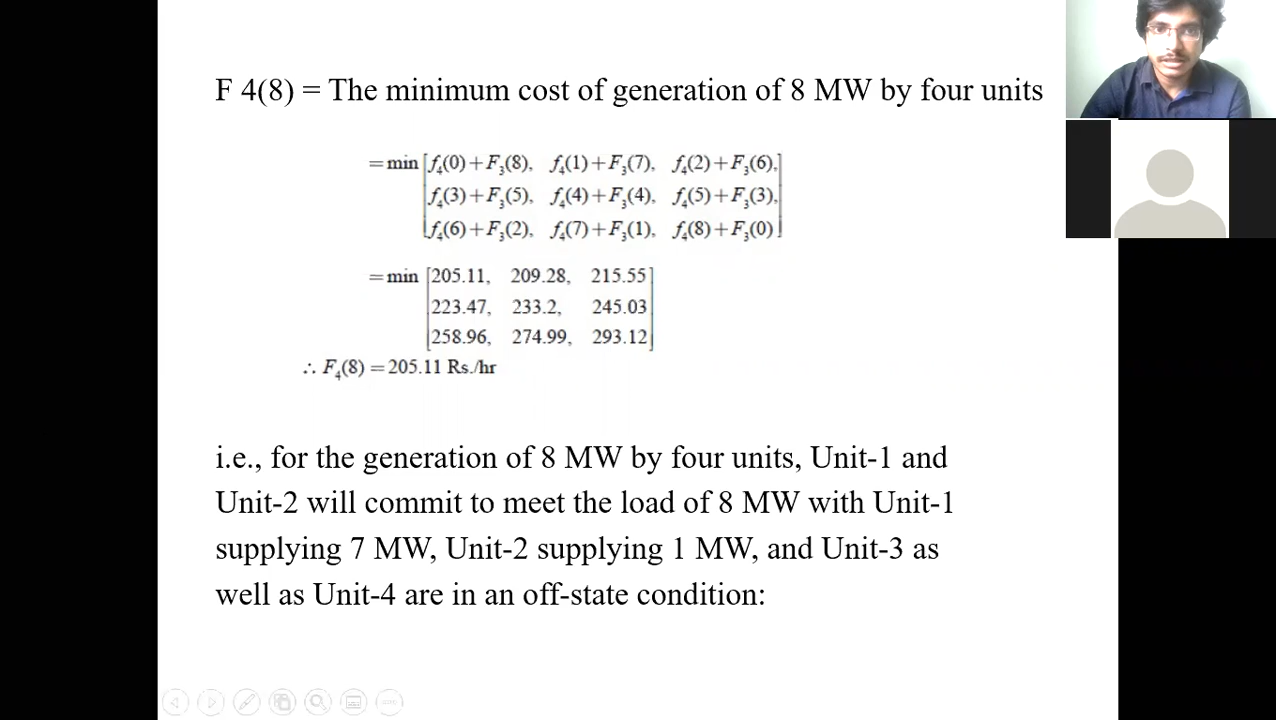 F 4(8) = The minimum cost of generation of 8 MW by four units
=min [f₄(0)+F₃(8), f₄(1)+F₃(7), f₄(2)+F₃(6),
f₄(3)+F₃(5), f₄(4)+F₃(4), f₄(5)+F₃(3),
f₄(6)+F₃(2), f₄(7)+F₃(1), f₄(8)+F₃(0)]
=min [205.11, 209.28, 215.55
223.47, 233.2, 245.03
258.96, 274.99, 293.12]
∴ F₄(8) =205.11 Rs./hr
i.e., for the generation of 8 MW by four units, Unit-1 and
Unit-2 will commit to meet the load of 8 MW with Unit-1
supplying 7 MW, Unit-2 supplying 1 MW, and Unit-3 as
well as Unit-4 are in an off-state condition: